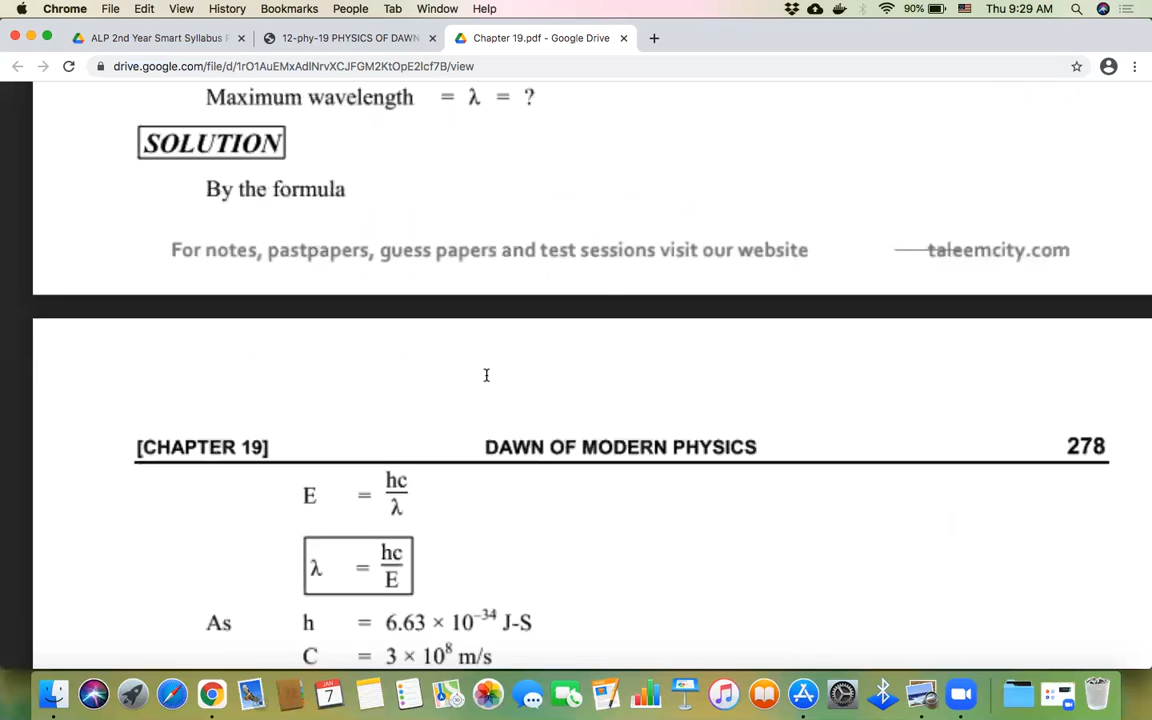 Chrome File Edit View History Bookmarks People Tab Window Help 90% Thu 9:29 AM
ALP 2nd Year Smart Syllabus
12-phy-19 PHYSICS OF DAWN
Chapter 19.pdf - Google Drive
drive.google.com/file/d/1rO1AuEMxAdlNrvXCJFGM2KtOpE2Icf7B/view
Maximum wavelength = λ = ?
SOLUTION
By the formula
For notes, pastpapers, guess papers and test sessions visit our website taleemcity.com
[CHAPTER 19] DAWN OF MODERN PHYSICS 278
E = hc/λ
λ = hc/E
As h = 6.63 × 10⁻³⁴ J-S
C = 3 × 10⁸ m/s
JAN
7